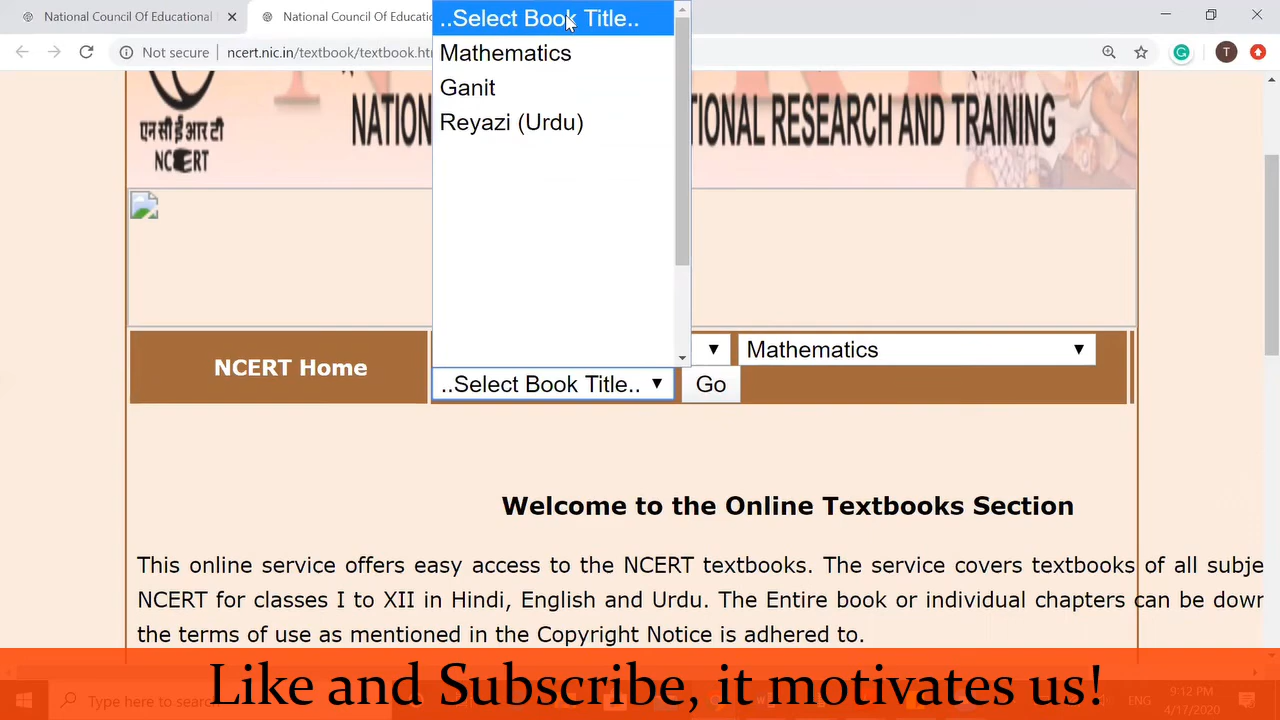 National Council Of Educational
National Council Of Educatio
..Select Book Title..
Mathematics
Ganit
Reyazi (Urdu)
Not secure
ncert.nic.in/textbook/textbook.ht
T
एन सी ई आर टी
NCERT
NATION
TIONAL RESEARCH AND TRAINING
NCERT Home
Mathematics
..Select Book Title..
Go
Welcome to the Online Textbooks Section
This online service offers easy access to the NCERT textbooks. The service covers textbooks of all subje
NCERT for classes I to XII in Hindi, English and Urdu. The Entire book or individual chapters can be down
the terms of use as mentioned in the Copyright Notice is adhered to.
Like and Subscribe, it motivates us!
Type here to search
ENG
9:12 PM
4/17/2020